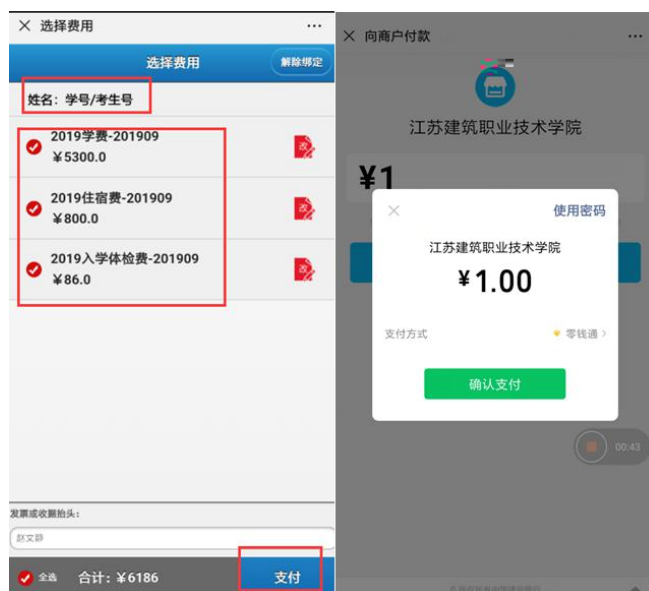 选择费用
选择费用
解除绑定
姓名: 学号/考生号
2019学费-201909
¥5300.0
改
2019住宿费-201909
¥800.0
改
2019入学体检费-201909
¥86.0
改
发票或收据抬头:
全选 合计: ¥6186 支付
向商户付款
江苏建筑职业技术学院
¥1
使用密码
江苏建筑职业技术学院
¥1.00
支付方式 零钱通
确认支付
00:43